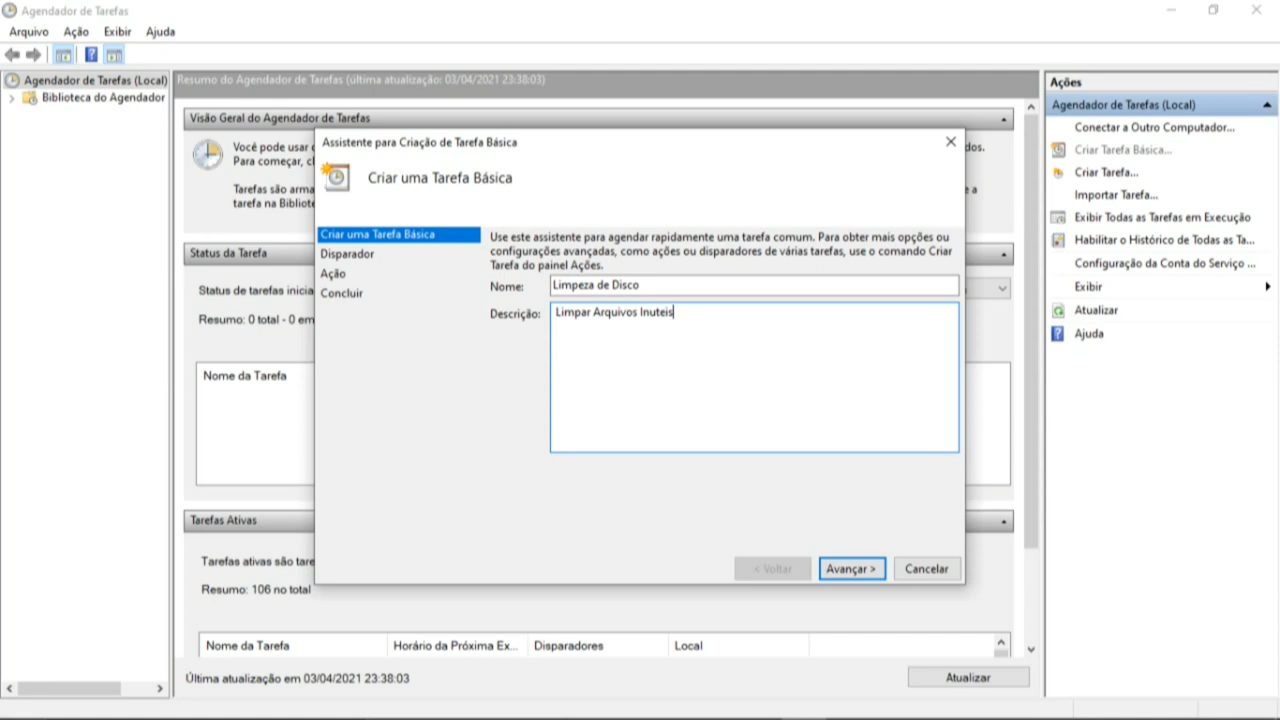 Agendador de Tarefas
Arquivo Ação Exibir Ajuda
Agendador de Tarefas (Local)
Biblioteca do Agendador
Resumo do Agendador de Tarefas (última atualização: 03/04/2021 23:38:03)
Visão Geral do Agendador de Tarefas
Você pode usar
dos.
Para começar, cl
Tarefas são arma
e a
tarefa na Bibliote
Status da Tarefa
Status de tarefas inicia
Resumo: 0 total - 0 em
Nome da Tarefa
Tarefas Ativas
Tarefas ativas são tare
Resumo: 106 no total
Nome da Tarefa Horário da Próxima Ex... Disparadores Local
Última atualização em 03/04/2021 23:38:03
Atualizar
Assistente para Criação de Tarefa Básica
Criar uma Tarefa Básica
Criar uma Tarefa Básica
Disparador
Ação
Concluir
Use este assistente para agendar rapidamente uma tarefa comum. Para obter mais opções ou
configurações avançadas, como ações ou disparadores de várias tarefas, use o comando Criar
Tarefa do painel Ações.
Nome: Limpeza de Disco
Descrição: Limpar Arquivos Inuteis
< Voltar Avançar > Cancelar
Ações
Agendador de Tarefas (Local)
Conectar a Outro Computador...
Criar Tarefa Básica...
Criar Tarefa...
Importar Tarefa...
Exibir Todas as Tarefas em Execução
Habilitar o Histórico de Todas as Ta...
Configuração da Conta do Serviço ...
Exibir
Atualizar
Ajuda